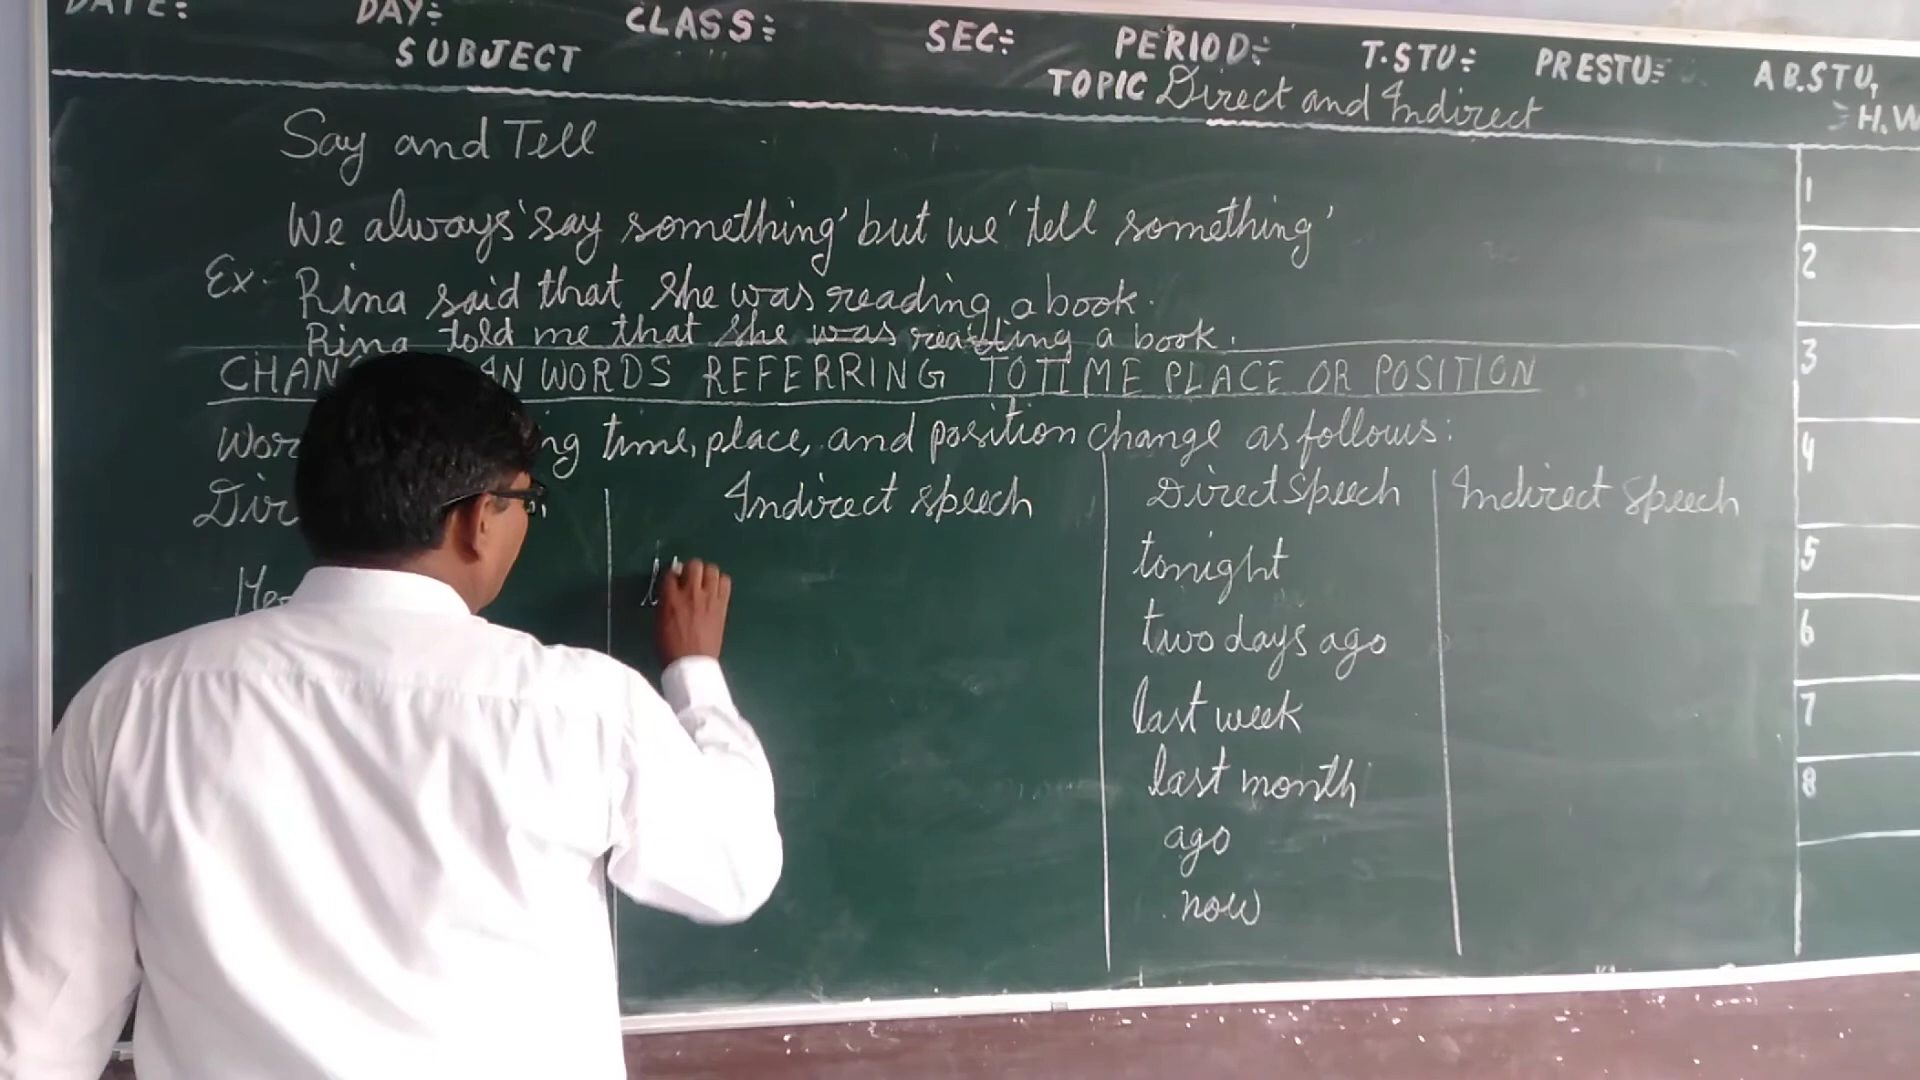 DATE: DAY: CLASS: SEC: PERIOD: T.STU: PRESTU: AB.STU,
SUBJECT TOPIC Direct and Indirect H.W
Say and Tell
We always 'say something' but we 'tell something'
Ex. Rina said that she was reading a book.
Rina told me that she was reading a book.
WORDS REFERRING TO TIME PLACE OR POSITION
time, place, and position change as follows:
Indirect speech Direct Speech Indirect Speech
tonight
two days ago
last week
last month
ago
now
1
2
3
4
5
6
7
8